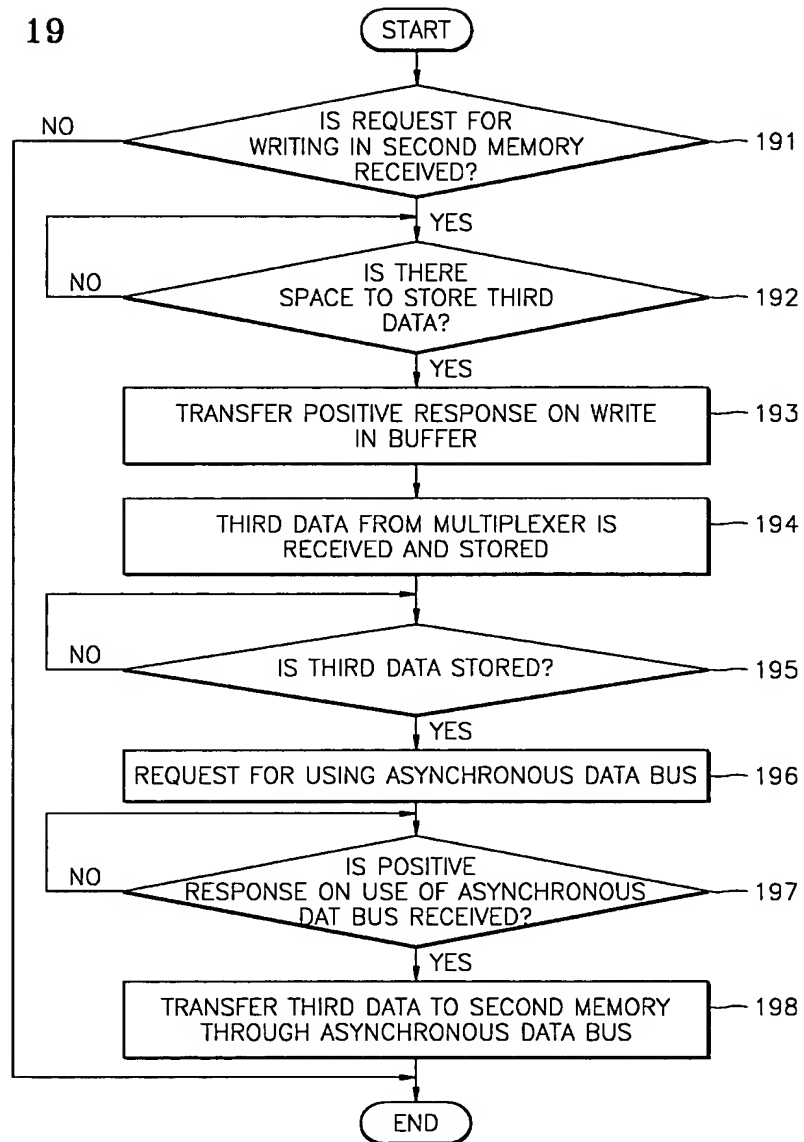 19
START
IS REQUEST FOR
WRITING IN SECOND MEMORY
RECEIVED?
NO
191
YES
IS THERE
SPACE TO STORE THIRD
DATA?
NO
192
YES
TRANSFER POSITIVE RESPONSE ON WRITE
IN BUFFER
193
THIRD DATA FROM MULTIPLEXER IS
RECEIVED AND STORED
194
IS THIRD DATA STORED?
NO
195
YES
REQUEST FOR USING ASYNCHRONOUS DATA BUS
196
IS POSITIVE
RESPONSE ON USE OF ASYNCHRONOUS
DAT BUS RECEIVED?
NO
197
YES
TRANSFER THIRD DATA TO SECOND MEMORY
THROUGH ASYNCHRONOUS DATA BUS
198
END